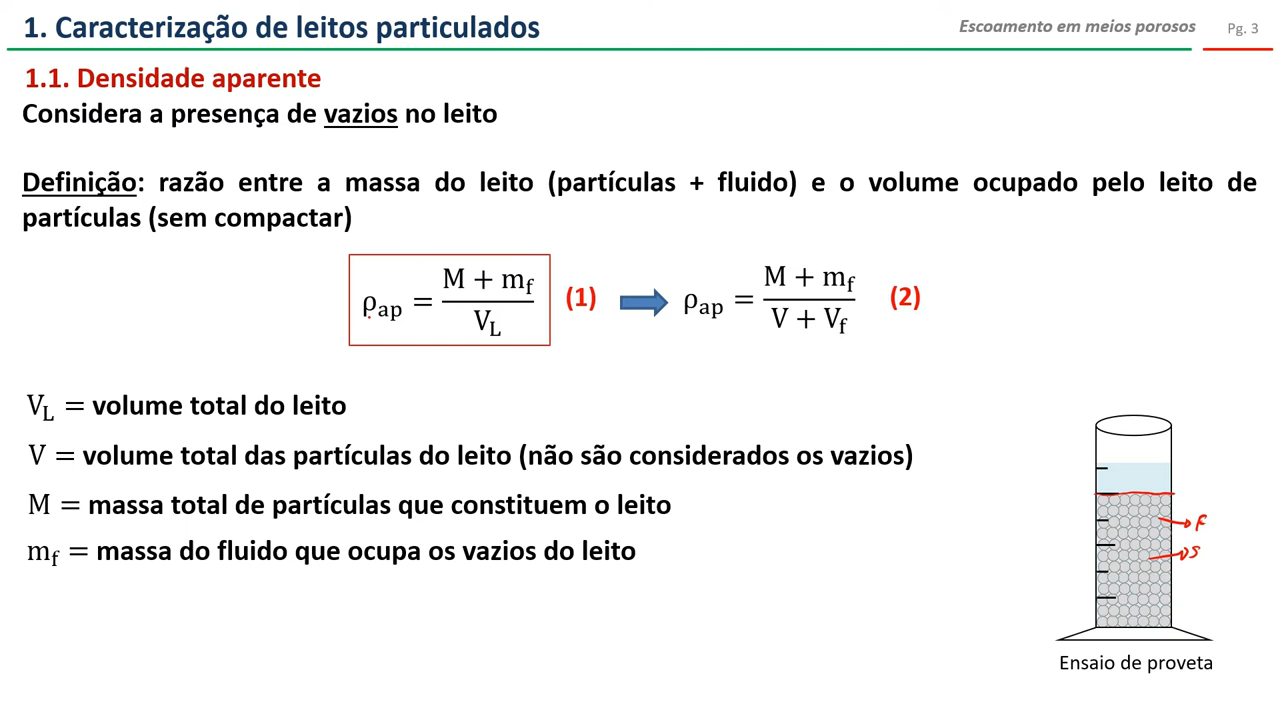 1. Caracterização de leitos particulados
Escoamento em meios porosos
Pg. 3
1.1. Densidade aparente
Considera a presença de vazios no leito
Definição: razão entre a massa do leito (partículas + fluido) e o volume ocupado pelo leito de
partículas (sem compactar)
ρ_ap = (M + m_f) / V_L (1) ρ_ap = (M + m_f) / (V + V_f) (2)
V_L = volume total do leito
V = volume total das partículas do leito (não são considerados os vazios)
M = massa total de partículas que constituem o leito
m_f = massa do fluido que ocupa os vazios do leito
F
S
Ensaio de proveta